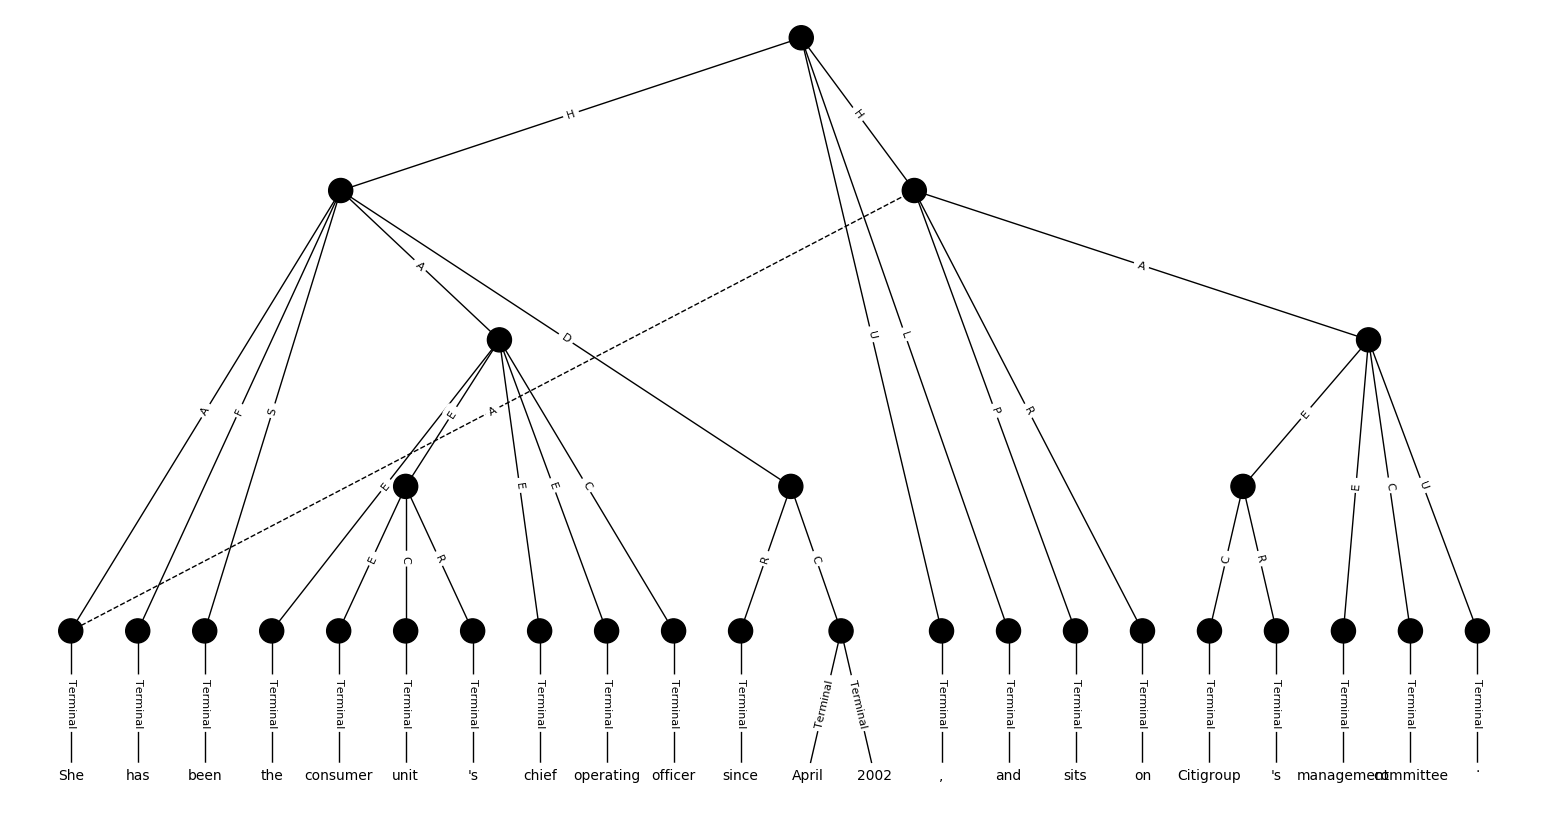 H H
A D A
A F S E A U L P R E
E E E C E C U
E C R R C C R
Terminal Terminal Terminal Terminal Terminal Terminal Terminal Terminal Terminal Terminal Terminal Terminal Terminal Terminal Terminal Terminal Terminal Terminal Terminal Terminal Terminal Terminal
She has been the consumer unit 's chief operating officer since April 2002 , and sits on Citigroup 's management committee .